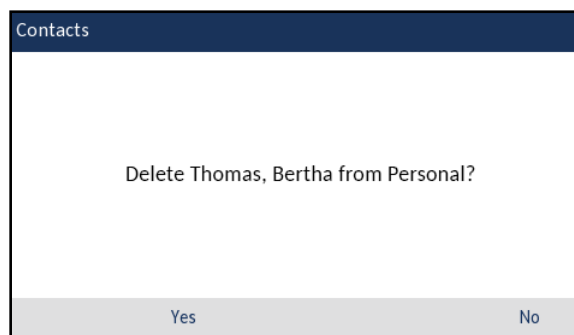 Contacts
Delete Thomas, Bertha from Personal?
Yes No